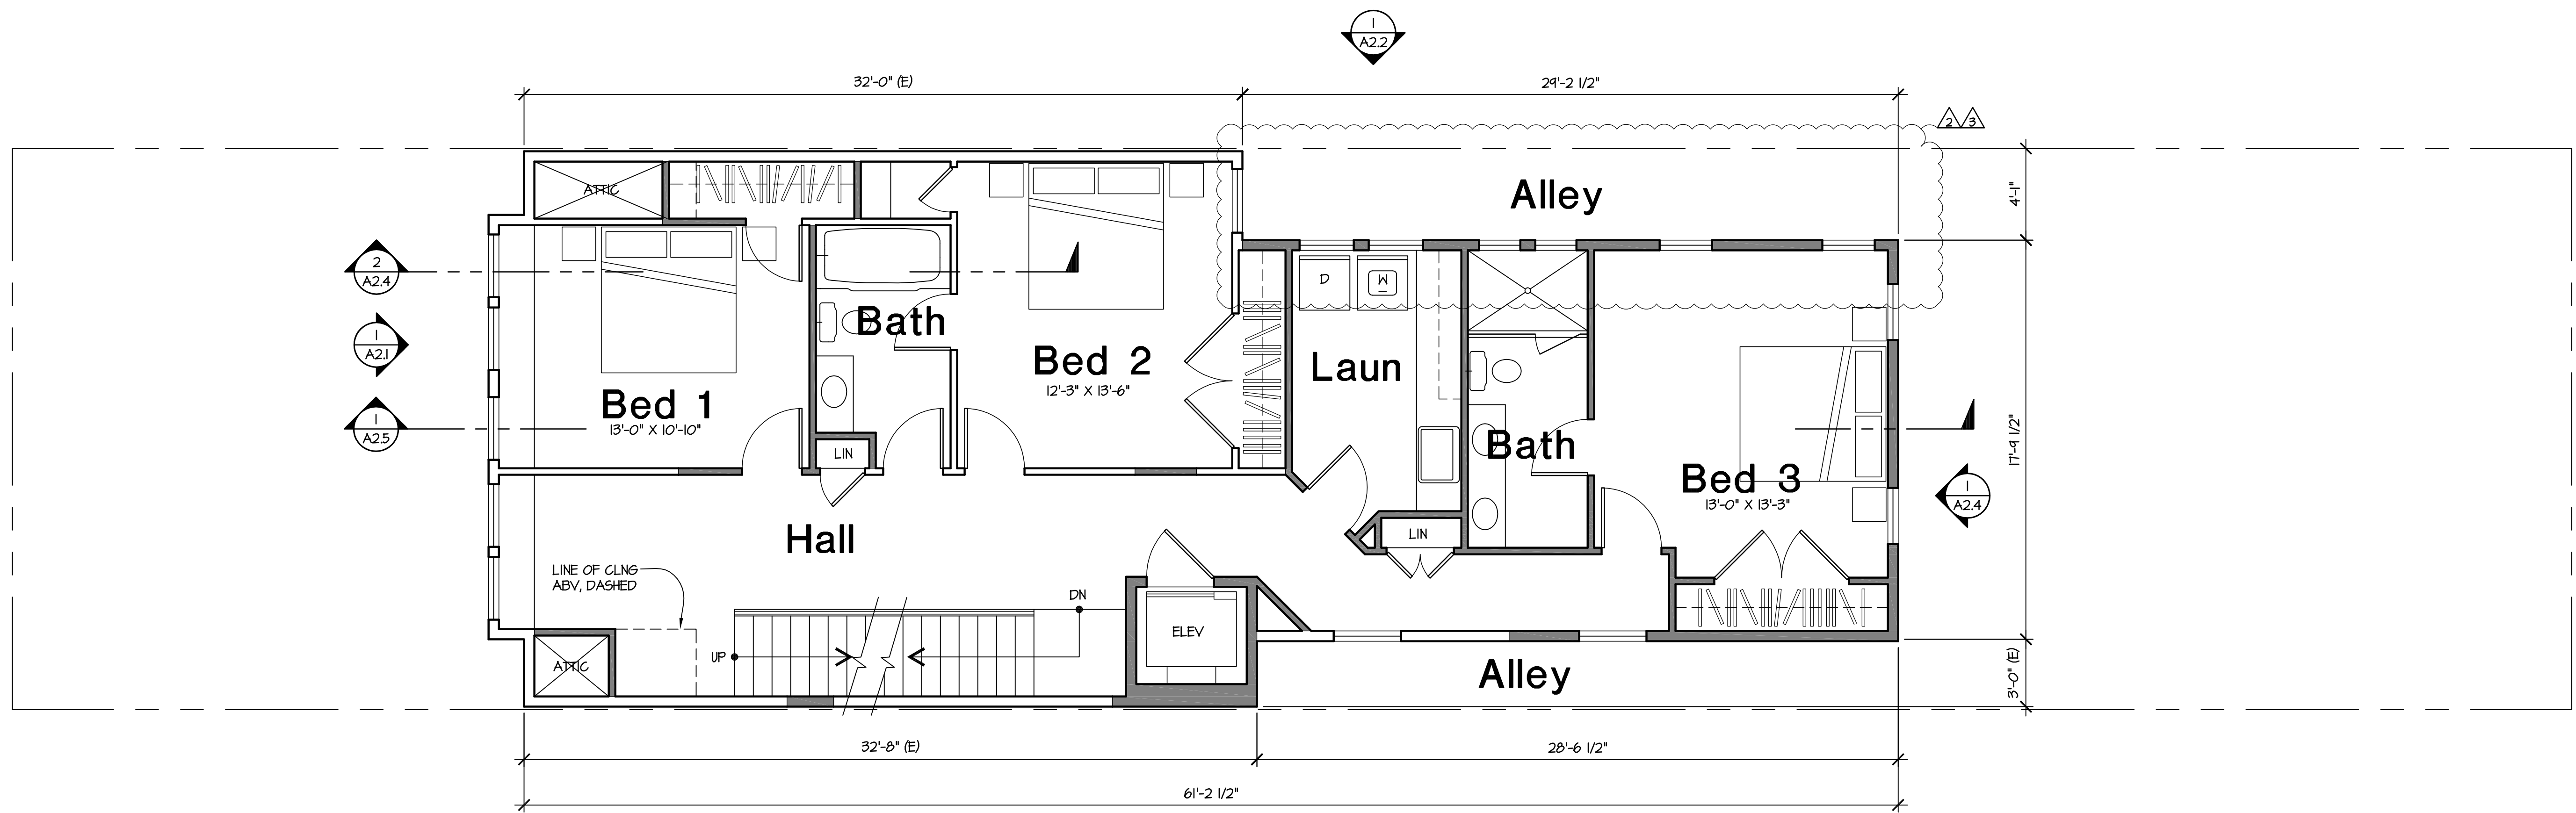 1
A2.2
32'-0" (E)
29'-2 1/2"
2 3
ATTIC
Alley
4'-1"
2
A2.4
D
W
Bath
1
A2.1
Bed 2
12'-3" X 13'-6"
Laun
Bed 1
13'-0" X 10'-10"
1
A2.5
LIN
Bath
17'-9 1/2"
Bed 3
13'-0" X 13'-3"
1
A2.4
Hall
LIN
LINE OF CLNG
ABV, DASHED
DN
ELEV
UP
ATTIC
Alley
3'-0" (E)
32'-8" (E)
28'-6 1/2"
61'-2 1/2"